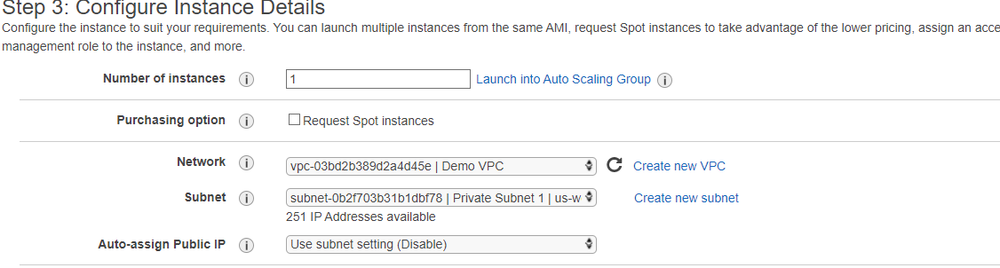 Step 3: Configure Instance Details
Configure the instance to suit your requirements. You can launch multiple instances from the same AMI, request Spot instances to take advantage of the lower pricing, assign an acce
management role to the instance, and more.
Number of instances i 1 Launch into Auto Scaling Group i
Purchasing option i Request Spot instances
Network i vpc-03bd2b389d2a4d45e | Demo VPC Create new VPC
Subnet i subnet-0b2f703b31b1dbf78 | Private Subnet 1 | us-w Create new subnet
251 IP Addresses available
Auto-assign Public IP i Use subnet setting (Disable)